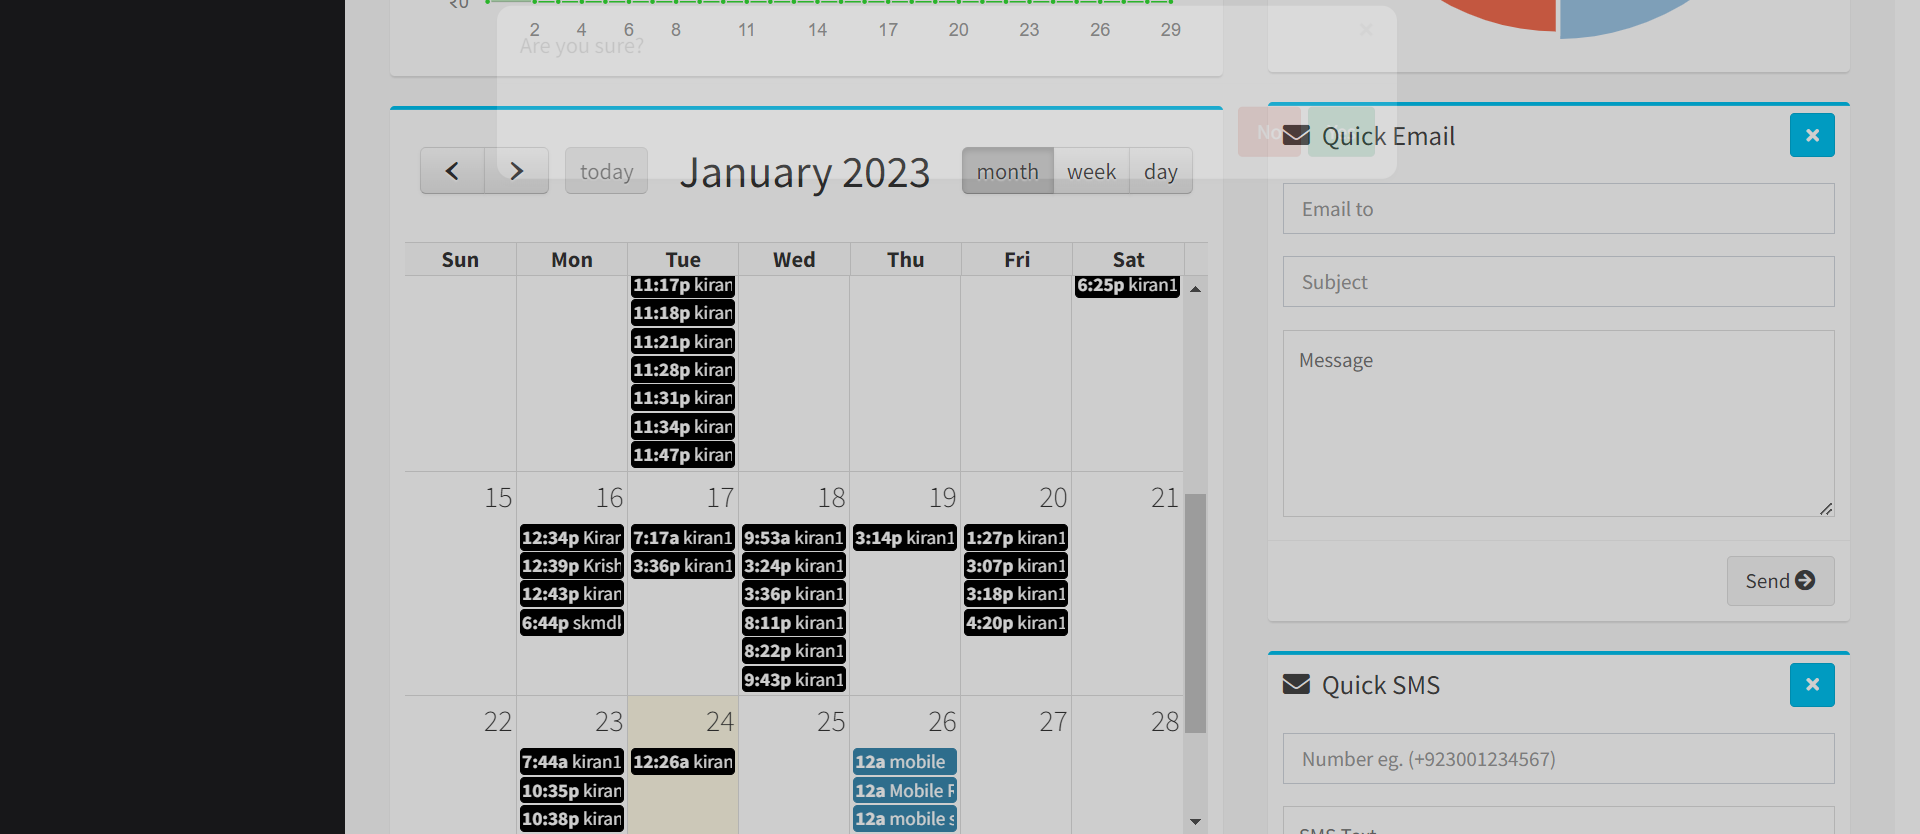 ₹0
2 4 6 8 11 14 17 20 23 26 29
Are you sure?
No
January 2023
today
month week day
Sun Mon Tue Wed Thu Fri Sat
11:17p kiran
6:25p kiran1
11:18p kiran
11:21p kiran
11:28p kiran
11:31p kiran
11:34p kiran
11:47p kiran
15 16 17 18 19 20 21
12:34p Kiran 7:17a kiran1 9:53a kiran1 3:14p kiran1 1:27p kiran1
12:39p Krish 3:36p kiran1 3:24p kiran1 3:07p kiran1
12:43p kiran 3:36p kiran1 3:18p kiran1
6:44p skmdk 8:11p kiran1 4:20p kiran1
8:22p kiran1
9:43p kiran1
22 23 24 25 26 27 28
7:44a kiran1 12:26a kiran 12a mobile
10:35p kiran 12a Mobile
10:38p kiran 12a mobile s
Quick Email
Email to
Subject
Message
Send
Quick SMS
Number eg. (+923001234567)
SMS Text